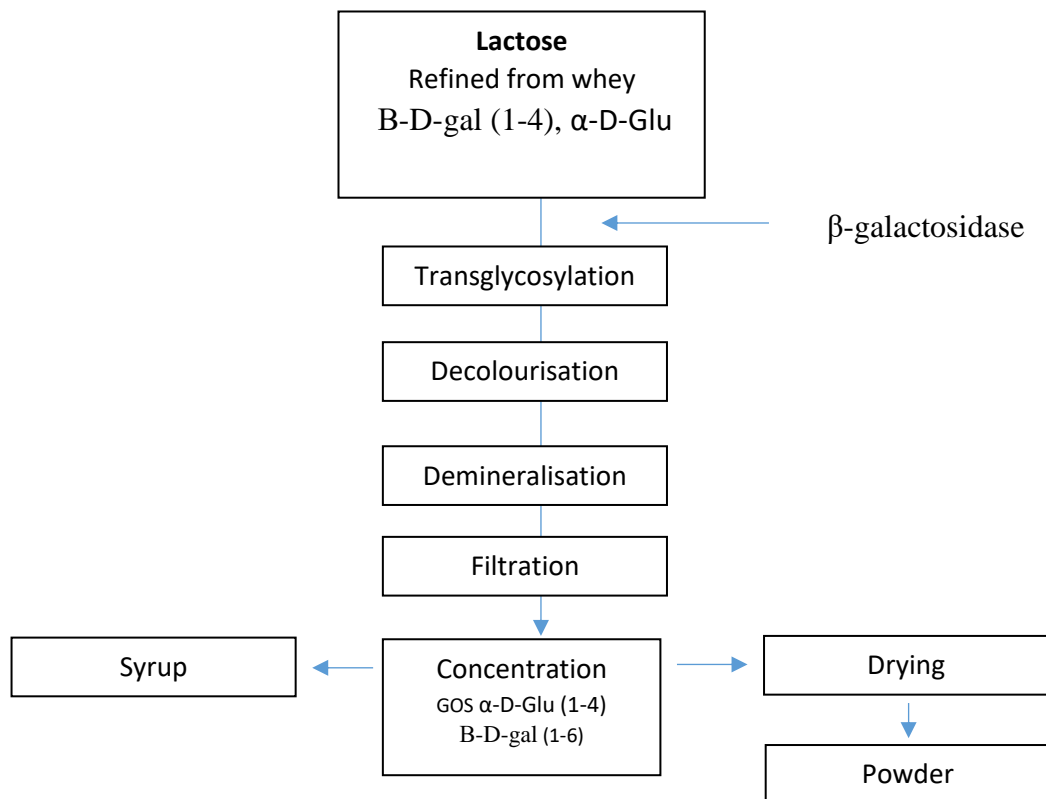 Lactose
Refined from whey
B-D-gal (1-4), α-D-Glu
β-galactosidase
Transglycosylation
Decolourisation
Demineralisation
Filtration
Syrup
Concentration
GOS α-D-Glu (1-4)
B-D-gal (1-6)
Drying
Powder